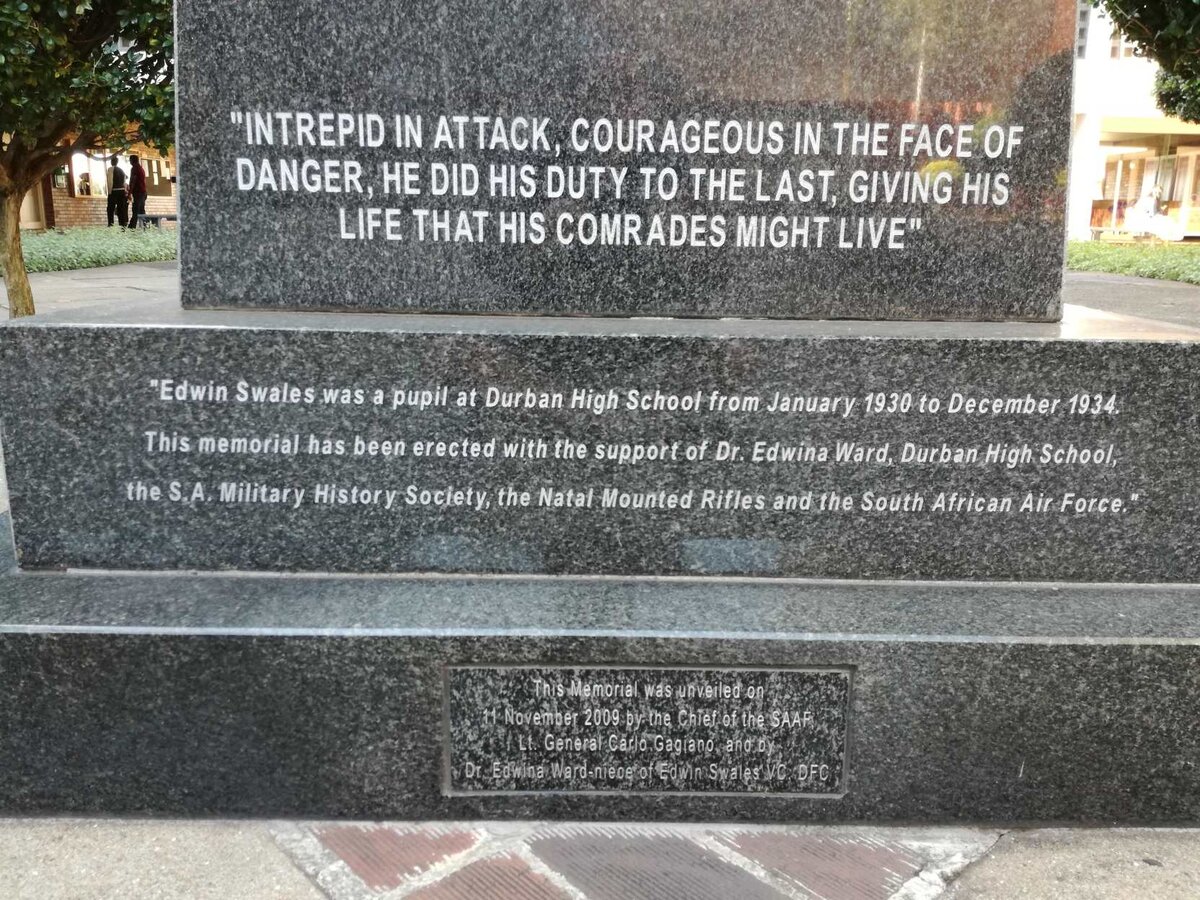 "INTREPID IN ATTACK, COURAGEOUS IN THE FACE OF
DANGER, HE DID HIS DUTY TO THE LAST, GIVING HIS
LIFE THAT HIS COMRADES MIGHT LIVE"
"Edwin Swales was a pupil at Durban High School from January 1930 to December 1934.
This memorial has been erected with the support of Dr. Edwina Ward, Durban High School,
the S.A. Military History Society, the Natal Mounted Rifles and the South African Air Force."
This Memorial was unveiled on
11 November 2009 by the Chief of the SAAF,
Lt. General Carlo Gagiano, and by
Dr. Edwina Ward-niece of Edwin Swales VC. DFC